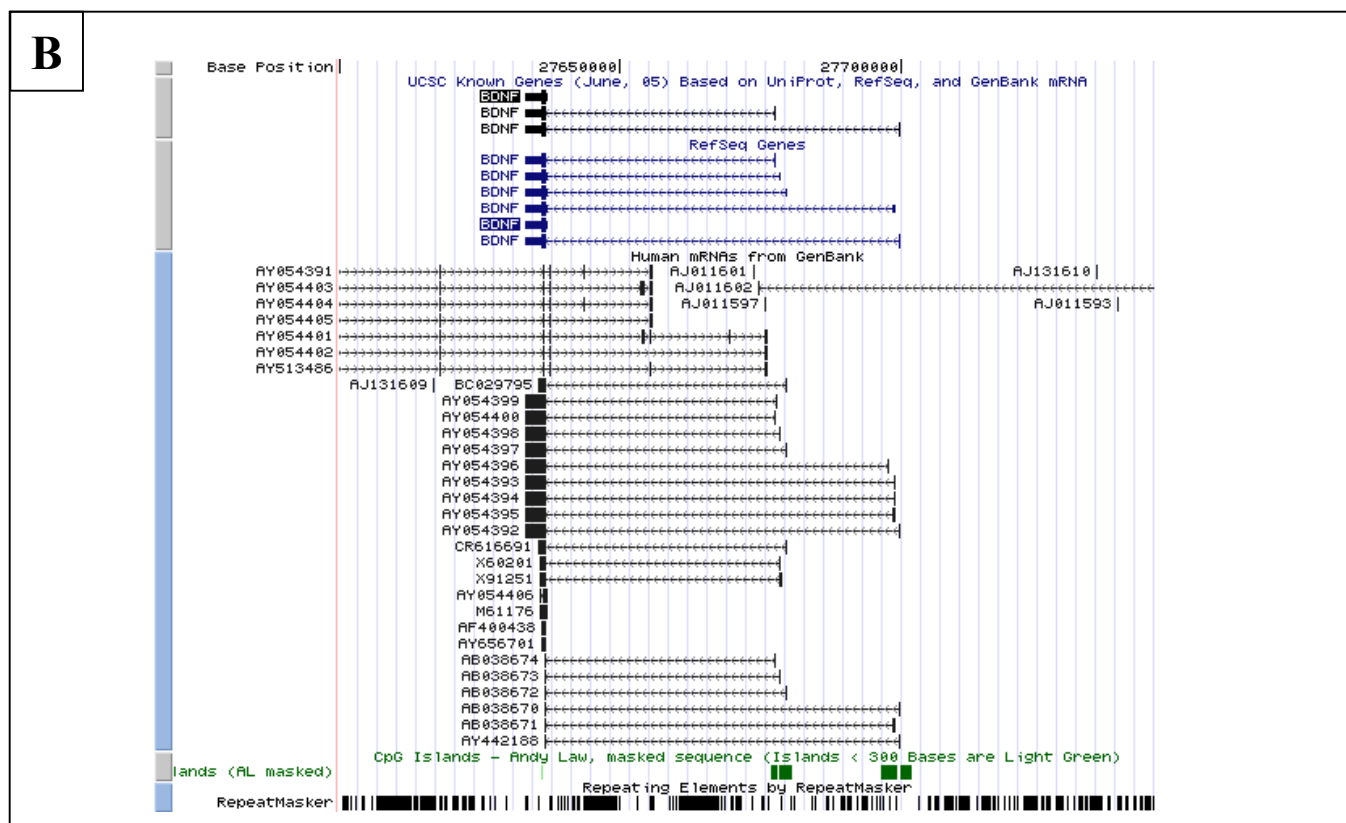 B
Base Position 27650000 27700000
UCSC Known Genes (June, 05) Based on UniProt, RefSeq, and GenBank mRNA
BDNF
BDNF
BDNF
RefSeq Genes
BDNF
BDNF
BDNF
BDNF
BDNF
BDNF
Human mRNAs from GenBank
AY054391 AJ011601 AJ131610
AY054403 AJ011602
AY054404 AJ011597 AJ011593
AY054405
AY054401
AY054402
AY513486
AJ131609 BC029795
AY054399
AY054400
AY054398
AY054397
AY054396
AY054393
AY054394
AY054395
AY054392
CR616691
X60201
X91251
AY054406
M61176
AF400438
AY656701
AB038674
AB038673
AB038672
AB038670
AB038671
AY442188
CpG Islands - Andy Law, masked sequence (Islands < 300 Bases are Light Green)
lands (AL masked)
Repeating Elements by RepeatMasker
RepeatMasker